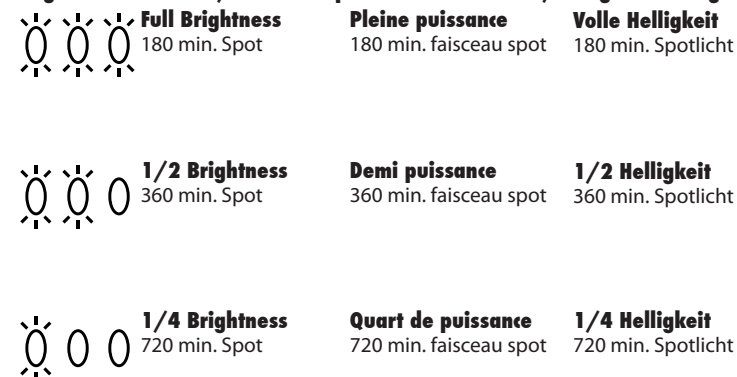 Full Brightness
180 min. Spot
Pleine puissance
180 min. faisceau spot
Volle Helligkeit
180 min. Spotlicht
1/2 Brightness
360 min. Spot
Demi puissance
360 min. faisceau spot
1/2 Helligkeit
360 min. Spotlicht
1/4 Brightness
720 min. Spot
Quart de puissance
720 min. faisceau spot
1/4 Helligkeit
720 min. Spotlicht